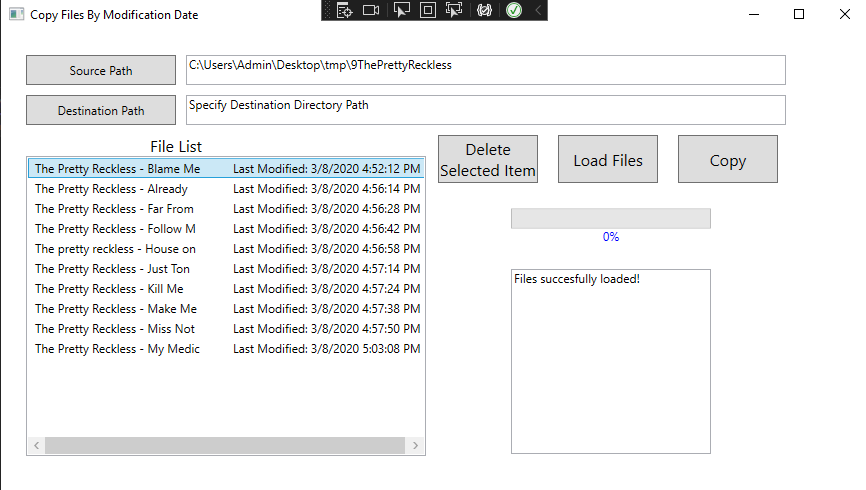 Copy Files By Modification Date
Source Path
C:\Users\Admin\Desktop\tmp\9ThePrettyReckless
Destination Path
Specify Destination Directory Path
File List
Delete
Selected Item
Load Files
Copy
The Pretty Reckless - Blame Me Last Modified: 3/8/2020 4:52:12 PM
The Pretty Reckless - Already Last Modified: 3/8/2020 4:56:14 PM
The Pretty Reckless - Far From Last Modified: 3/8/2020 4:56:28 PM
The Pretty Reckless - Follow M Last Modified: 3/8/2020 4:56:42 PM
The pretty reckless - House on Last Modified: 3/8/2020 4:56:58 PM
The Pretty Reckless - Just Ton Last Modified: 3/8/2020 4:57:14 PM
The Pretty Reckless - Kill Me Last Modified: 3/8/2020 4:57:24 PM
The Pretty Reckless - Make Me Last Modified: 3/8/2020 4:57:38 PM
The Pretty Reckless - Miss Not Last Modified: 3/8/2020 4:57:50 PM
The Pretty Reckless - My Medic Last Modified: 3/8/2020 5:03:08 PM
0%
Files succesfully loaded!